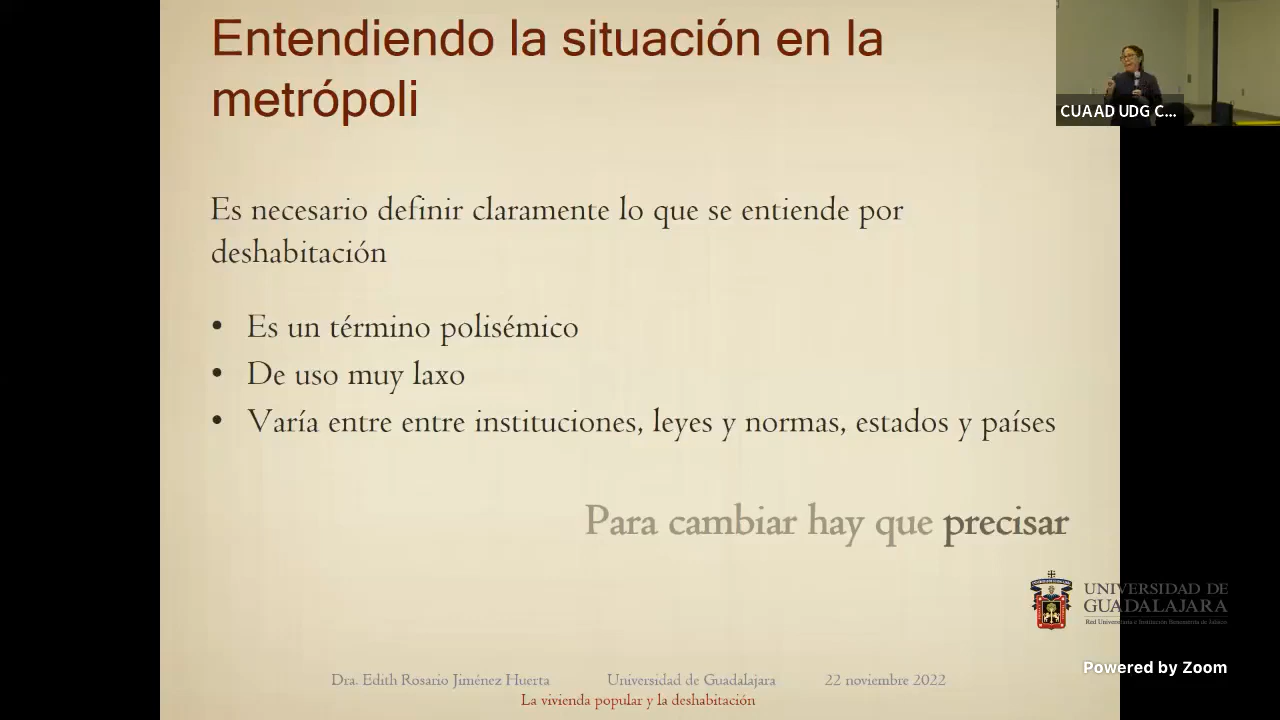 Entendiendo la situación en la
metrópoli
CUAAD UDG C...
Es necesario definir claramente lo que se entiende por
deshabitación
• Es un término polisémico
• De uso muy laxo
• Varía entre entre instituciones, leyes y normas, estados y países
Para cambiar hay que precisar
UNIVERSIDAD DE
GUADALAJARA
Red Universitaria e Institución Benemérita de Jalisco
Powered by Zoom
Dra. Edith Rosario Jiménez Huerta Universidad de Guadalajara 22 noviembre 2022
La vivienda popular y la deshabitación